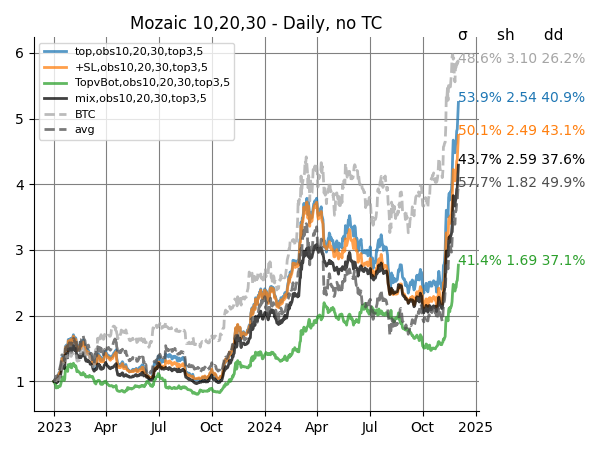 Mozaic 10,20,30 - Daily, no TC
σ sh dd
top,obs10,20,30,top3,5
+SL,obs10,20,30,top3,5
TopvBot,obs10,20,30,top3,5
mix,obs10,20,30,top3,5
BTC
avg
48.6% 3.10 26.2%
53.9% 2.54 40.9%
50.1% 2.49 43.1%
43.7% 2.59 37.6%
57.7% 1.82 49.9%
41.4% 1.69 37.1%
6
5
4
3
2
1
2023 Apr Jul Oct 2024 Apr Jul Oct 2025